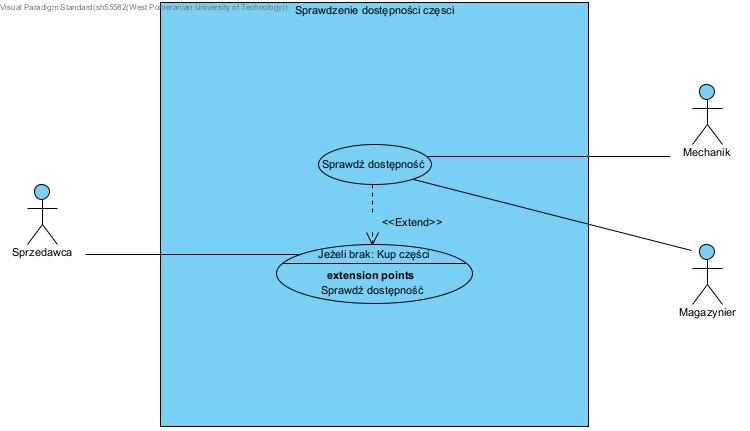 Visual Paradigm Standard(sh55582(West Pomeranian University of Technology))
Sprawdzenie dostępności częsci
Mechanik
Sprawdź dostępność
<<Extend>>
Sprzedawca
Jeżeli brak: Kup części
extension points
Sprawdź dostępność
Magazynier